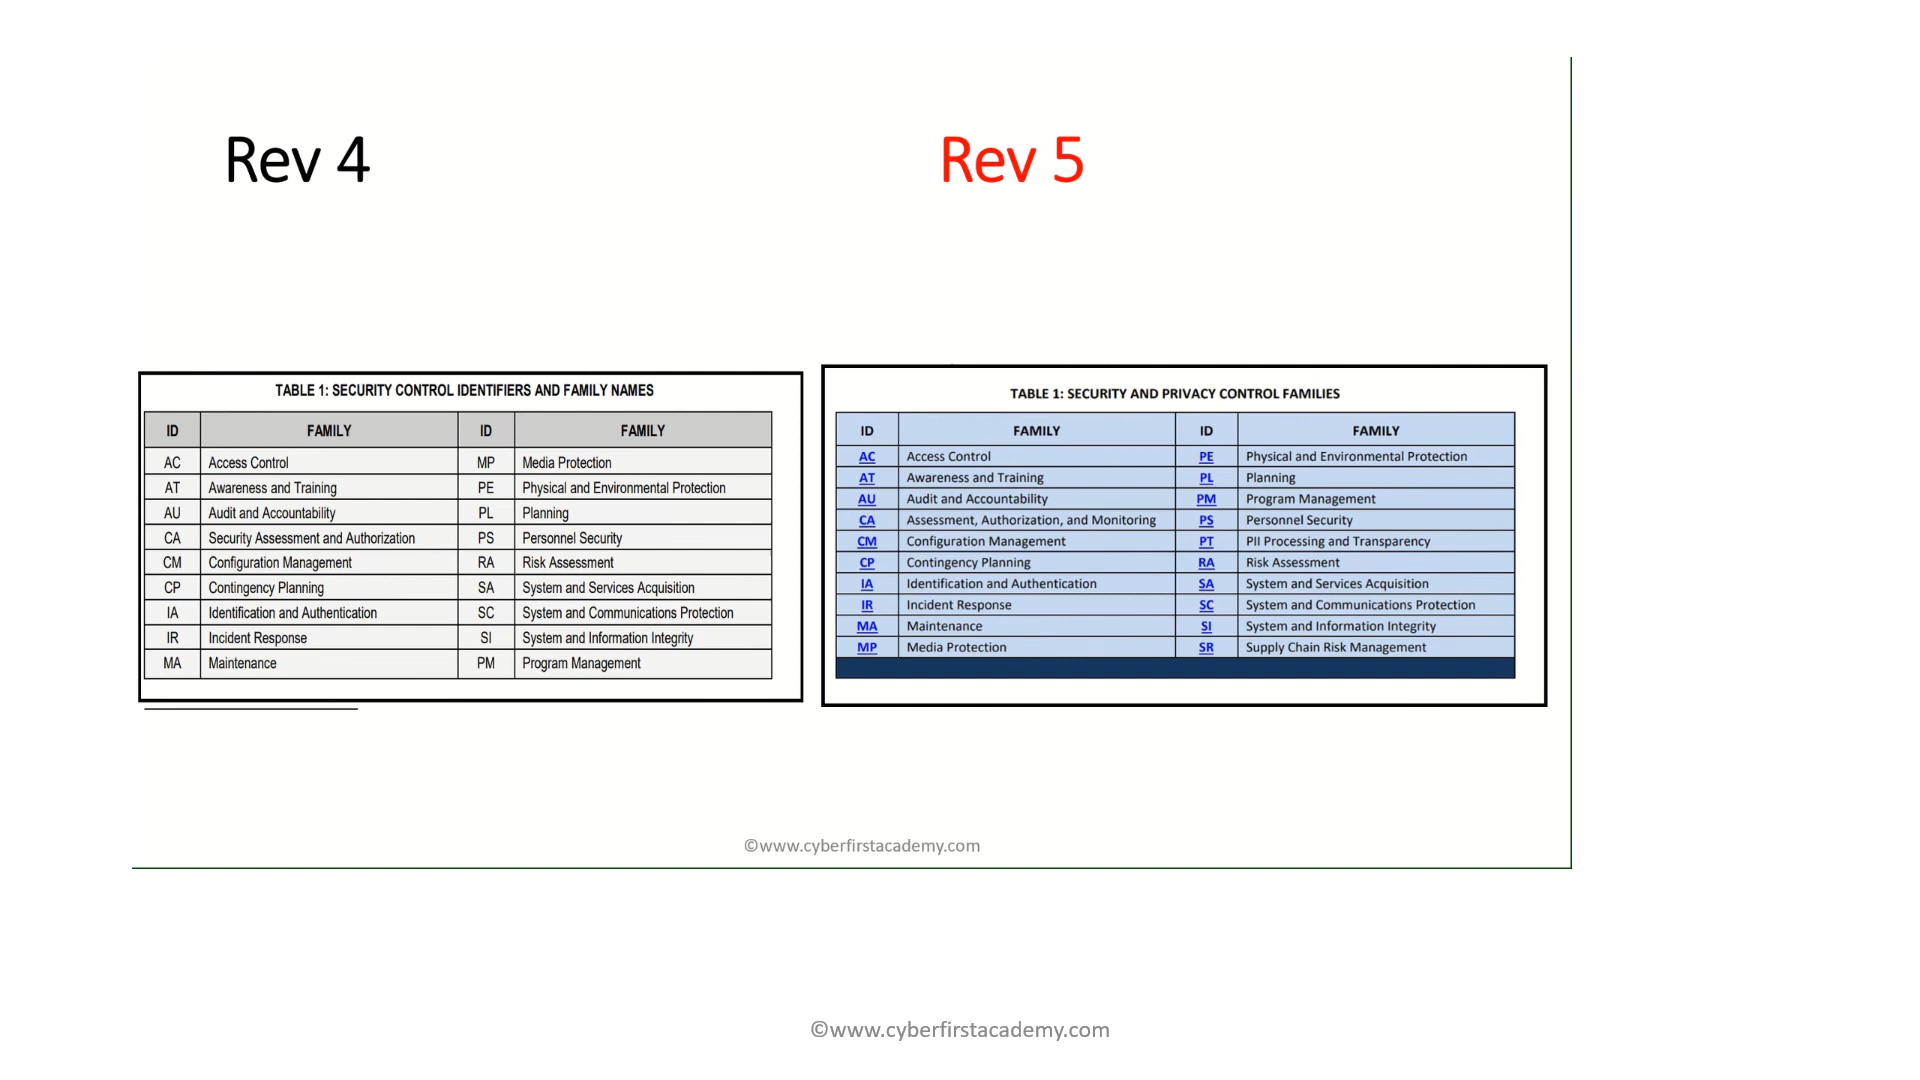 Rev 4
Rev 5
TABLE 1: SECURITY CONTROL IDENTIFIERS AND FAMILY NAMES
ID FAMILY ID FAMILY
AC Access Control MP Media Protection
AT Awareness and Training PE Physical and Environmental Protection
AU Audit and Accountability PL Planning
CA Security Assessment and Authorization PS Personnel Security
CM Configuration Management RA Risk Assessment
CP Contingency Planning SA System and Services Acquisition
IA Identification and Authentication SC System and Communications Protection
IR Incident Response SI System and Information Integrity
MA Maintenance PM Program Management
TABLE 1: SECURITY AND PRIVACY CONTROL FAMILIES
ID FAMILY ID FAMILY
AC Access Control PE Physical and Environmental Protection
AT Awareness and Training PL Planning
AU Audit and Accountability PM Program Management
CA Assessment, Authorization, and Monitoring PS Personnel Security
CM Configuration Management PT PII Processing and Transparency
CP Contingency Planning RA Risk Assessment
IA Identification and Authentication SA System and Services Acquisition
IR Incident Response SC System and Communications Protection
MA Maintenance SI System and Information Integrity
MP Media Protection SR Supply Chain Risk Management
©www.cyberfirstacademy.com
©www.cyberfirstacademy.com